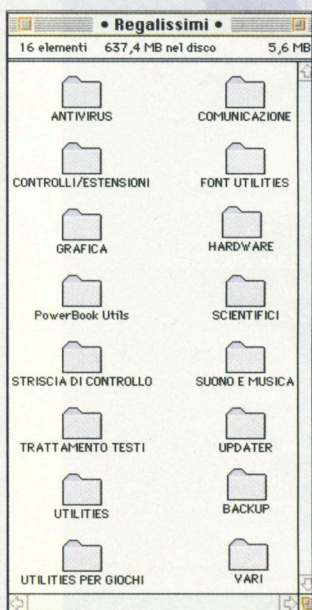 • Regalissimi •
16 elementi 637,4 MB nel disco 5,6 MB
ANTIVIRUS COMUNICAZIONE
CONTROLLI/ESTENSIONI FONT UTILITIES
GRAFICA HARDWARE
PowerBook Utils SCIENTIFICI
STRISCIA DI CONTROLLO SUONO E MUSICA
TRATTAMENTO TESTI UPDATER
UTILITIES BACKUP
UTILITIES PER GIOCHI VARI